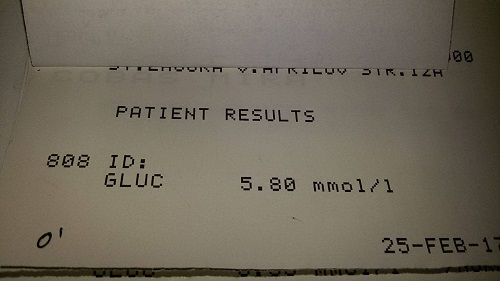 PATIENT RESULTS
808 ID:
GLUC 5.80 mmol/l
0'
25-FEB-17